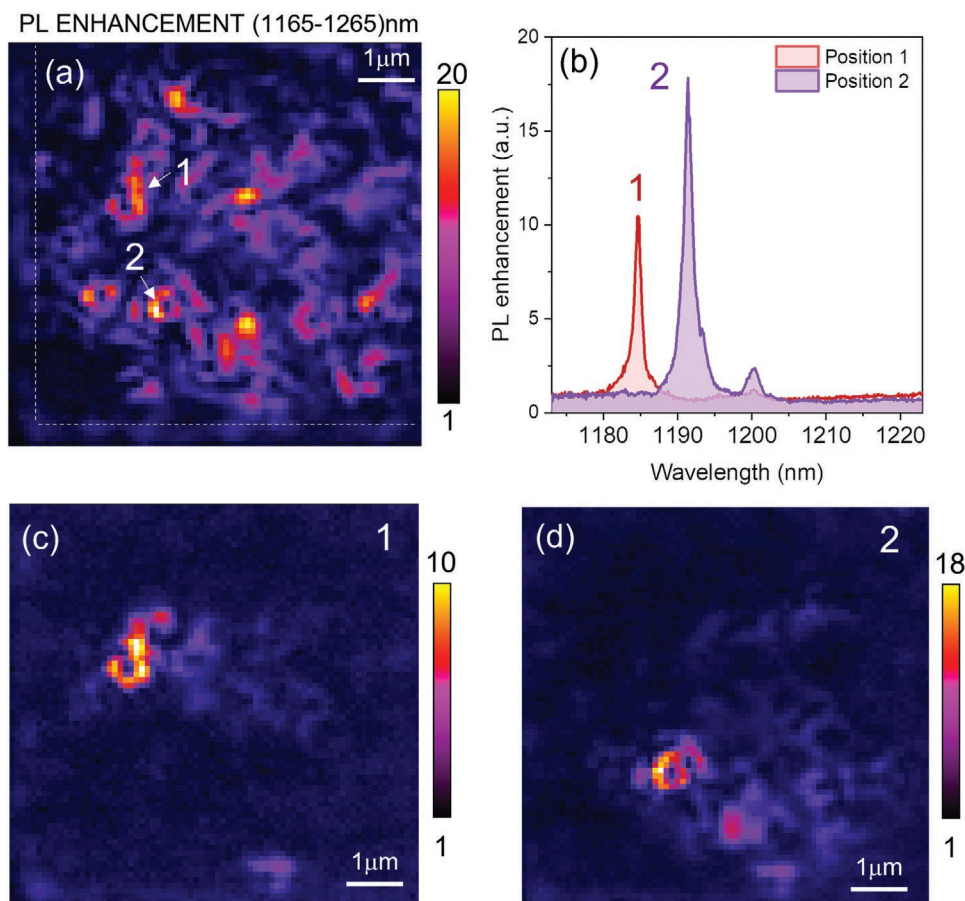 PL ENHANCEMENT (1165-1265)nm
(a)
1μm
20
1
2
1
(b)
2
1
Position 1
Position 2
PL enhancement (a.u.)
20
15
10
5
0
1180 1190 1200 1210 1220
Wavelength (nm)
(c)
1
10
1
1μm
(d)
2
18
1
1μm